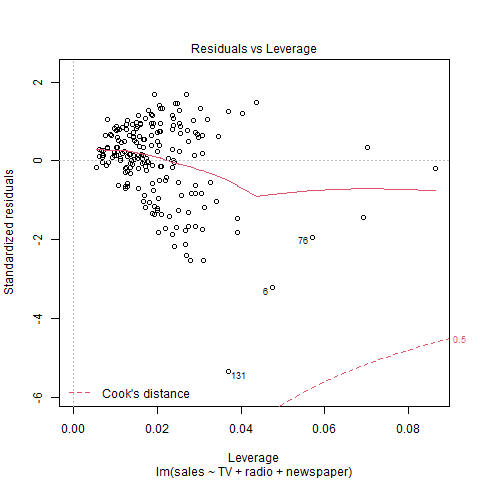 Residuals vs Leverage
Standardized residuals
2
0
-2
-4
-6
76
6
131
0.5
Cook's distance
0.00
0.02
0.04
0.06
0.08
Leverage
lm(sales ~ TV + radio + newspaper)